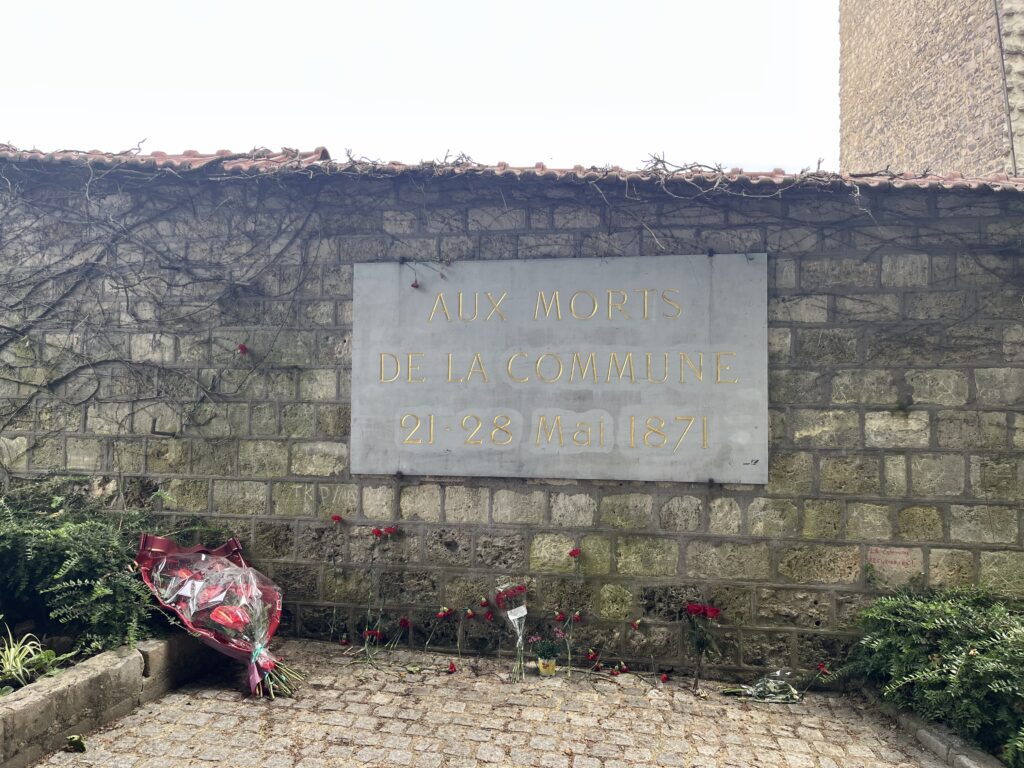 AUX MORTS
DE LA COMMUNE
21-28 Mai 1871